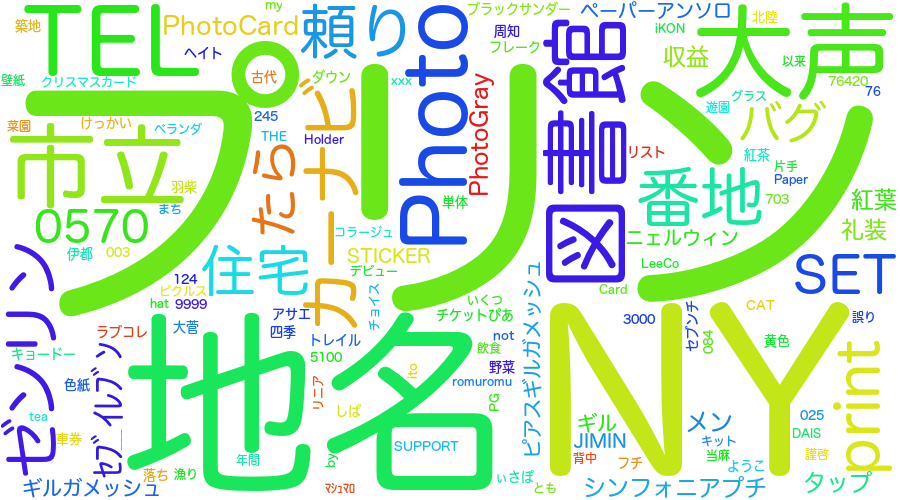 TEL
PhotoCard
my
頼り
Photo
ブラックサンダー
ペーパーアンソロ
北陸
大声
築地
ヘイト
周知
iKON
フレーク
収益
以来
壁紙
クリスマスカード
古代
ダウン
xxx
76420
76
プリン
菜園
けっかい
245
カーナビ
PhotoGray
図書館
遊園
グラス
バグ
市立
ベランダ
THE
Holder
リスト
紅茶
片手
Paper
羽柴
たら
単体
番地
703
紅葉
0570
まち
コラージュ
ニェルウィン
礼装
伊都
003
住宅
STICKER
デビュー
LeeCo
SET
ゼンリン
124
ピクルス
hat
9999
チョイス
ピアスギルガメッシュ
Card
CAT
ラブコレ
大菅
アサエ
四季
いくつ
チケットぴあ
3000
セブンチ
誤り
キョードー
地名
トレイル
not
NY
084
黄色
print
5100
飲食
色紙
セブ_イレブン
野菜
リニア
ito
romuromu
tea
しば
PG
ギル
メン
025
車券
SUPPORT
JIMIN
キット
DAIS
落ち
漁り
年間
by
背中
フチ
当麻
ようこ
謹啓
ギルガメッシュ
マシュマロ
ぃさぽ
とも
シンフォニアプチ
タップ